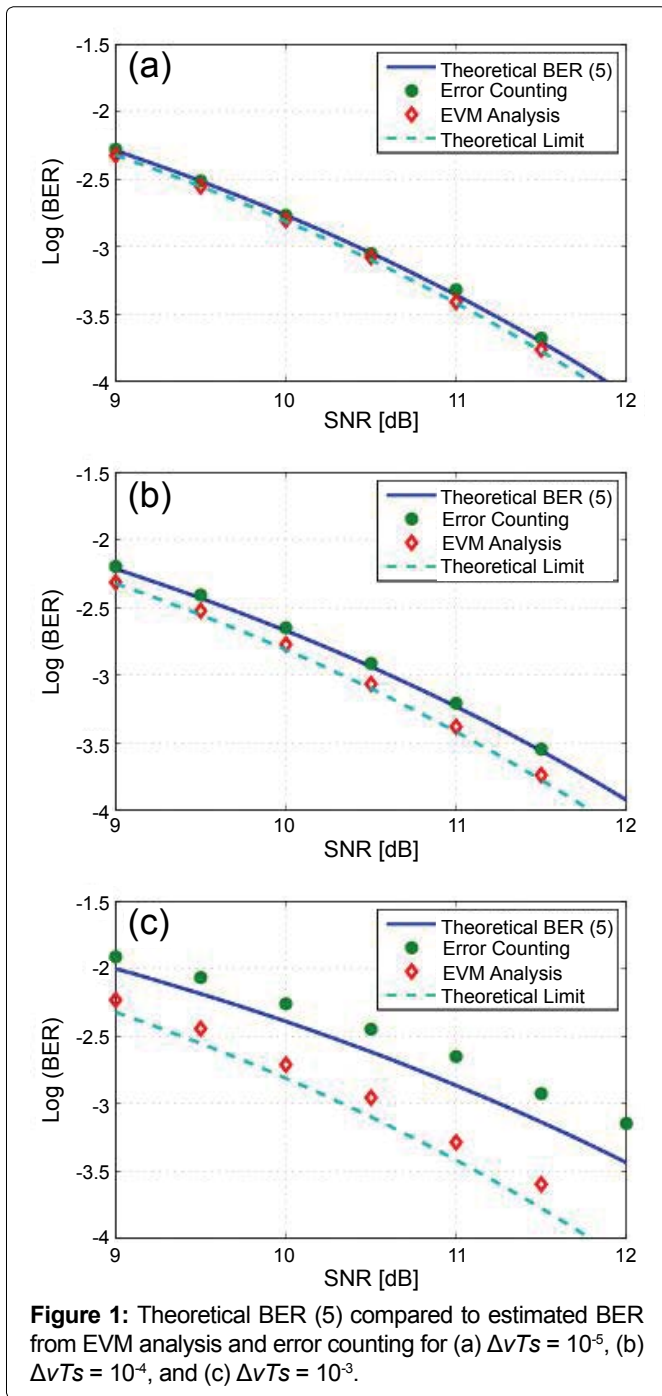 (a)
Theoretical BER (5)
Error Counting
EVM Analysis
Theoretical Limit
Log (BER)
-1.5
-2
-2.5
-3
-3.5
-4
9
10
11
12
SNR [dB]
(b)
Theoretical BER (5)
Error Counting
EVM Analysis
Theoretical Limit
Log (BER)
-1.5
-2
-2.5
-3
-3.5
-4
9
10
11
12
SNR [dB]
(c)
Theoretical BER (5)
Error Counting
EVM Analysis
Theoretical Limit
Log (BER)
-1.5
-2
-2.5
-3
-3.5
-4
9
10
11
12
SNR [dB]
Figure 1: Theoretical BER (5) compared to estimated BER
from EVM analysis and error counting for (a) ΔvTs = 10⁻⁵, (b)
ΔvTs = 10⁻⁴, and (c) ΔvTs = 10⁻³.